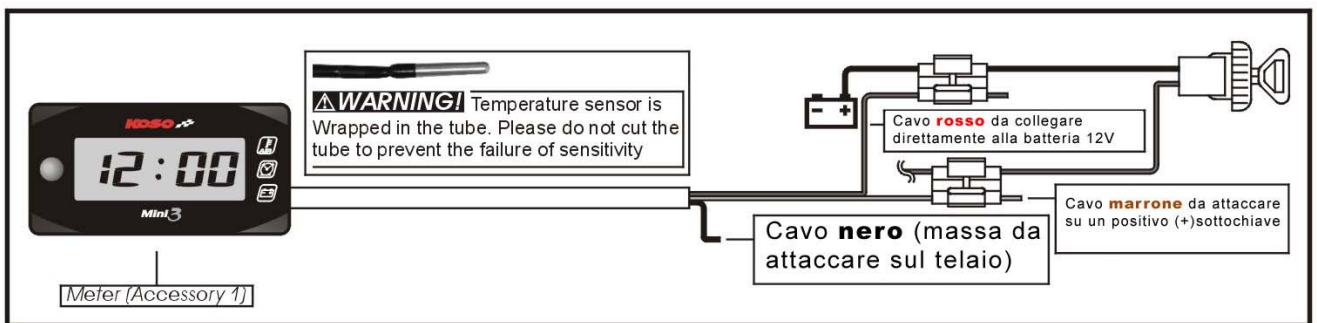 KOSO
12:00
Mini 3
Meter (Accessory 1)
WARNING! Temperature sensor is
Wrapped in the tube. Please do not cut the
tube to prevent the failure of sensitivity
- +
Cavo rosso da collegare
direttamente alla batteria 12V
Cavo marrone da attaccare
su un positivo (+)sottochiave
Cavo nero (massa da
attaccare sul telaio)